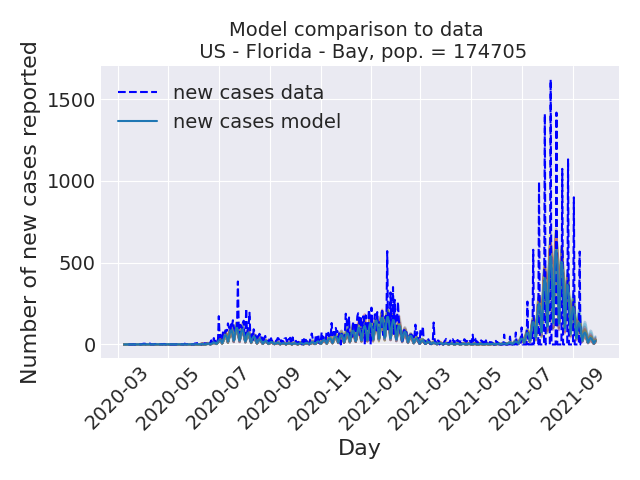 Model comparison to data
US - Florida - Bay, pop. = 174705
Number of new cases reported
1500
1000
500
0
new cases data
new cases model
2020-03
2020-05
2020-07
2020-09
2020-11
2021-01
2021-03
2021-05
2021-07
2021-09
Day